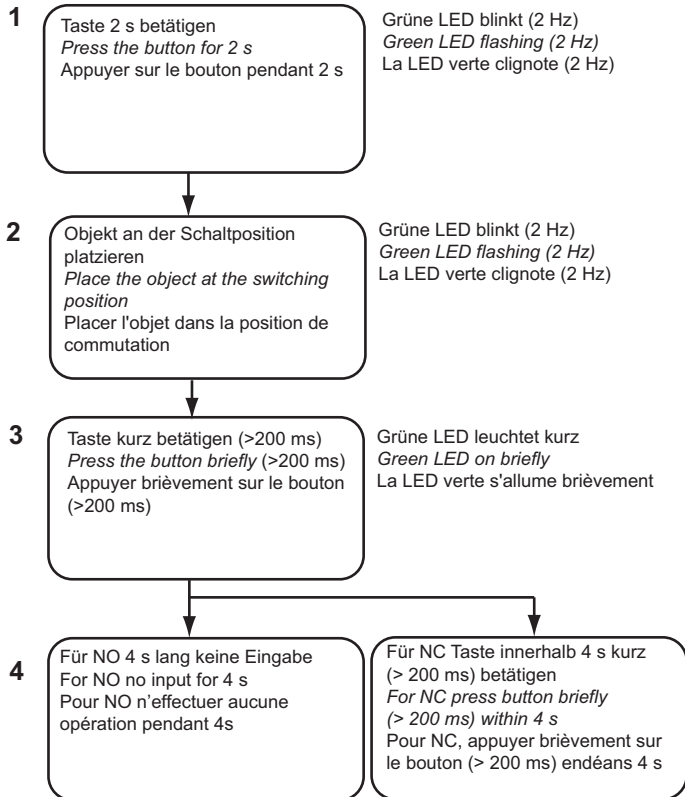 1
Taste 2 s betätigen
Press the button for 2 s
Appuyer sur le bouton pendant 2 s
Grüne LED blinkt (2 Hz)
Green LED flashing (2 Hz)
La LED verte clignote (2 Hz)
2
Objekt an der Schaltposition
platzieren
Place the object at the switching
position
Placer l'objet dans la position de
commutation
Grüne LED blinkt (2 Hz)
Green LED flashing (2 Hz)
La LED verte clignote (2 Hz)
3
Taste kurz betätigen (>200 ms)
Press the button briefly (>200 ms)
Appuyer brièvement sur le bouton
(>200 ms)
Grüne LED leuchtet kurz
Green LED on briefly
La LED verte s'allume brièvement
4
Für NO 4 s lang keine Eingabe
For NO no input for 4 s
Pour NO n’effectuer aucune
opération pendant 4s
Für NC Taste innerhalb 4 s kurz
(> 200 ms) betätigen
For NC press button briefly
(> 200 ms) within 4 s
Pour NC, appuyer brièvement sur
le bouton (> 200 ms) endéans 4 s